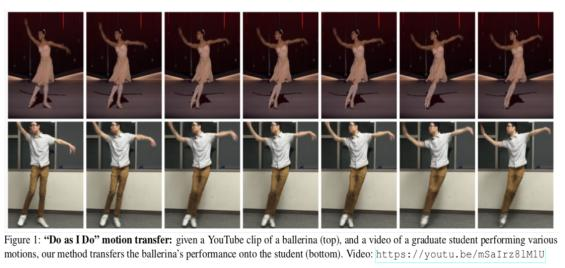 Figure 1: “Do as I Do” motion transfer: given a YouTube clip of a ballerina (top), and a video of a graduate student performing various
motions, our method transfers the ballerina’s performance onto the student (bottom). Video: https://youtu.be/mSaIrz8lM1U